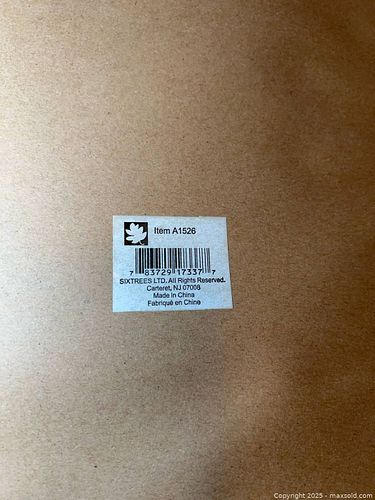 Item A1526
7 83729 17337 7
SIXTREES LTD. All Rights Reserved.
Carteret, NJ 07008
Made in China
Fabriqué en Chine
Copyright 2025 - maxsold.com